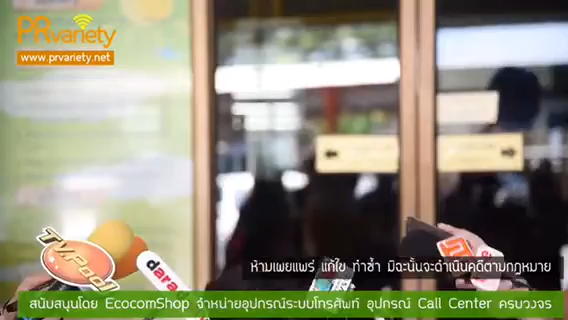 PRvariety
www.prvariety.net
TVPool
dara
ห้ามเผยแพร่ แก้ไข ทำซ้ำ มิฉะนั้นจะดำเนินคดีตามกฎหมาย
สนับสนุนโดย EcocomShop จำหน่ายอุปกรณ์ระบบโทรศัพท์ อุปกรณ์ Call Center ครบวงจร